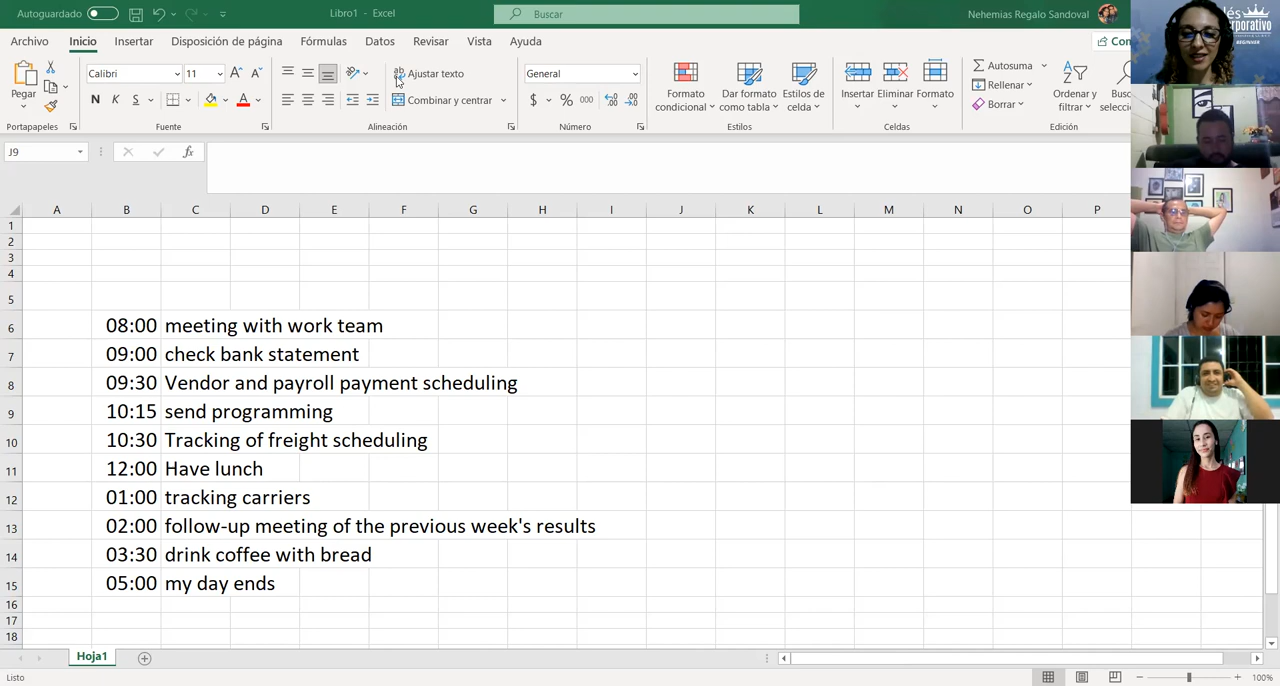 Autoguardado
Libro1 - Excel
Buscar
Nehemias Regalo Sandoval
Archivo Inicio Insertar Disposición de página Fórmulas Datos Revisar Vista Ayuda
Pegar
Calibri 11
N K S
Ajustar texto
Combinar y centrar
General
$ % 000
Formato condicional
Dar formato como tabla
Estilos de celda
Insertar Eliminar Formato
Autosuma
Rellenar
Borrar
Ordenar y filtrar
Portapapeles Fuente Alineación Número Estilos Celdas Edición
J9
fx
A B C D E F G H I J K L M N O P
1
2
3
4
5
6 08:00 meeting with work team
7 09:00 check bank statement
8 09:30 Vendor and payroll payment scheduling
9 10:15 send programming
10 10:30 Tracking of freight scheduling
11 12:00 Have lunch
12 01:00 tracking carriers
13 02:00 follow-up meeting of the previous week's results
14 03:30 drink coffee with bread
15 05:00 my day ends
16
17
18
Hoja1
Listo
100%